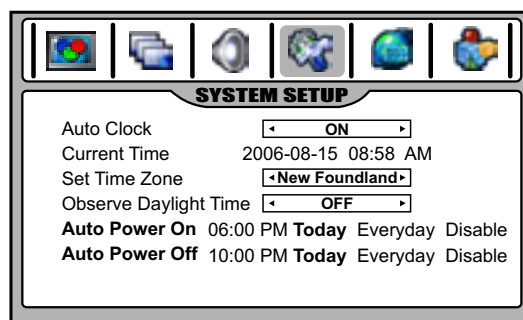 SYSTEM SETUP
Auto Clock ON
Current Time 2006-08-15 08:58 AM
Set Time Zone New Foundland
Observe Daylight Time OFF
Auto Power On 06:00 PM Today Everyday Disable
Auto Power Off 10:00 PM Today Everyday Disable